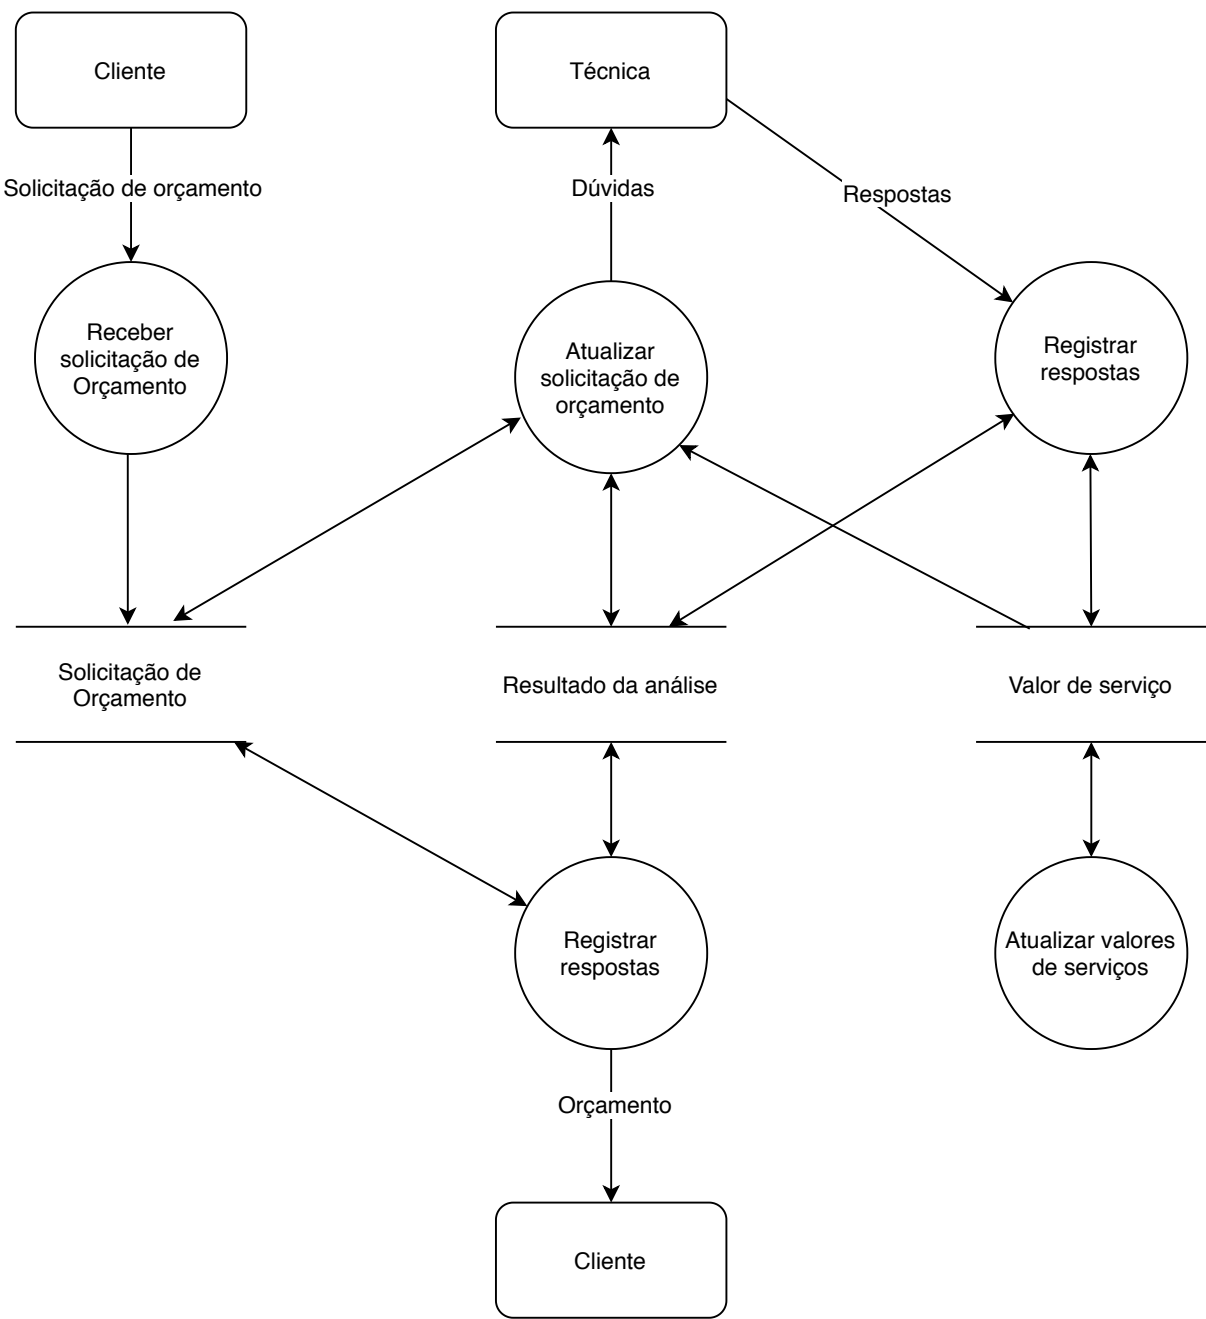 Cliente
Técnica
Solicitação de orçamento
Dúvidas
Respostas
Receber
solicitação de
Orçamento
Atualizar
solicitação de
orçamento
Registrar
respostas
Solicitação de
Orçamento
Resultado da análise
Valor de serviço
Registrar
respostas
Atualizar valores
de serviços
Orçamento
Cliente